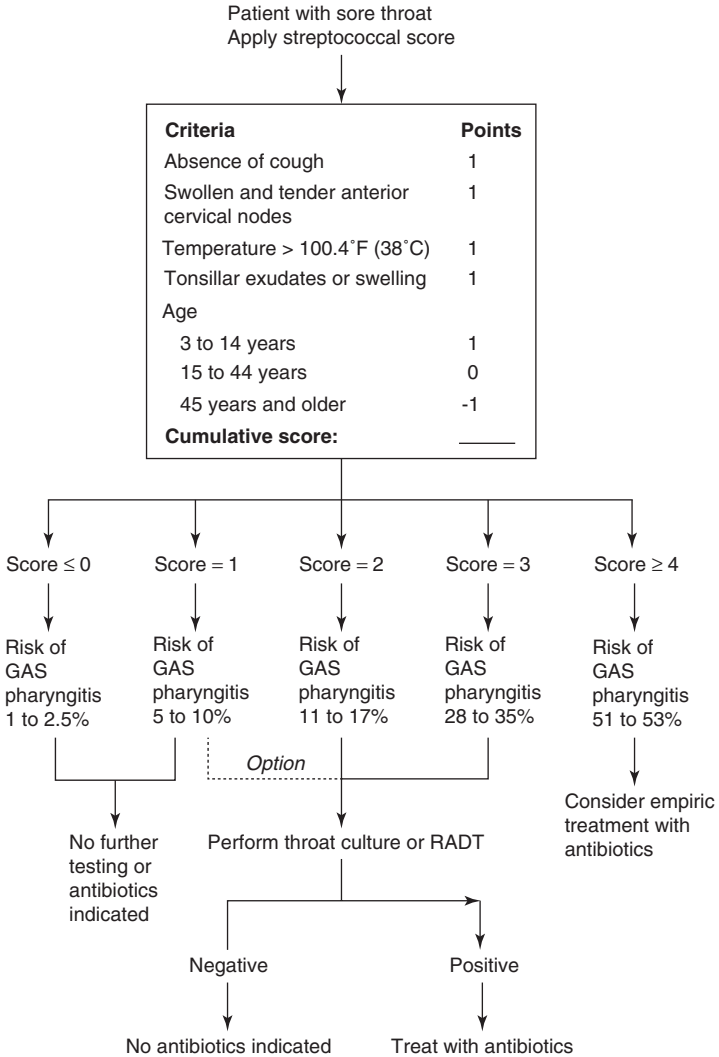 Patient with sore throat
Apply streptococcal score
Criteria Points
Absence of cough 1
Swollen and tender anterior 1
cervical nodes
Temperature > 100.4˚F (38˚C) 1
Tonsillar exudates or swelling 1
Age
3 to 14 years 1
15 to 44 years 0
45 years and older -1
Cumulative score: ______
Score ≤ 0 Score = 1 Score = 2 Score = 3 Score ≥ 4
Risk of
GAS
pharyngitis
1 to 2.5%
Risk of
GAS
pharyngitis
5 to 10%
Risk of
GAS
pharyngitis
11 to 17%
Risk of
GAS
pharyngitis
28 to 35%
Risk of
GAS
pharyngitis
51 to 53%
Option
No further
testing or
antibiotics
indicated
Perform throat culture or RADT
Consider empiric
treatment with
antibiotics
Negative Positive
No antibiotics indicated Treat with antibiotics